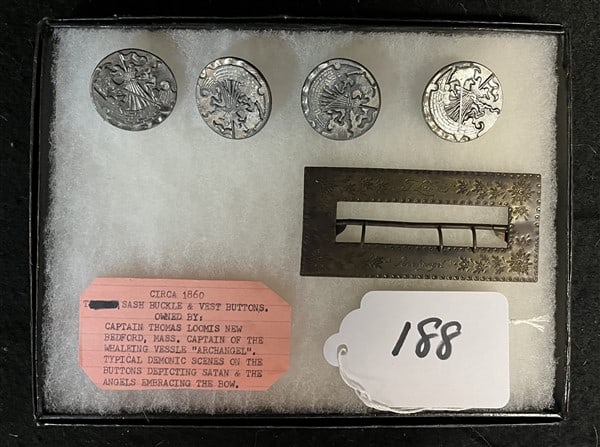 CIRCA 1860
T SASH BUCKLE & VEST BUTTONS.
OWNED BY:
CAPTAIN THOMAS LOOMIS NEW
BEDFORD, MASS. CAPTAIN OF THE
WHALEING VESSLE "ARCHANGEL".
TYPICAL DEMONIC SCENES ON THE
BUTTONS DEPICTING SATAN & THE
ANGELS EMBRACING THE BOW.
188